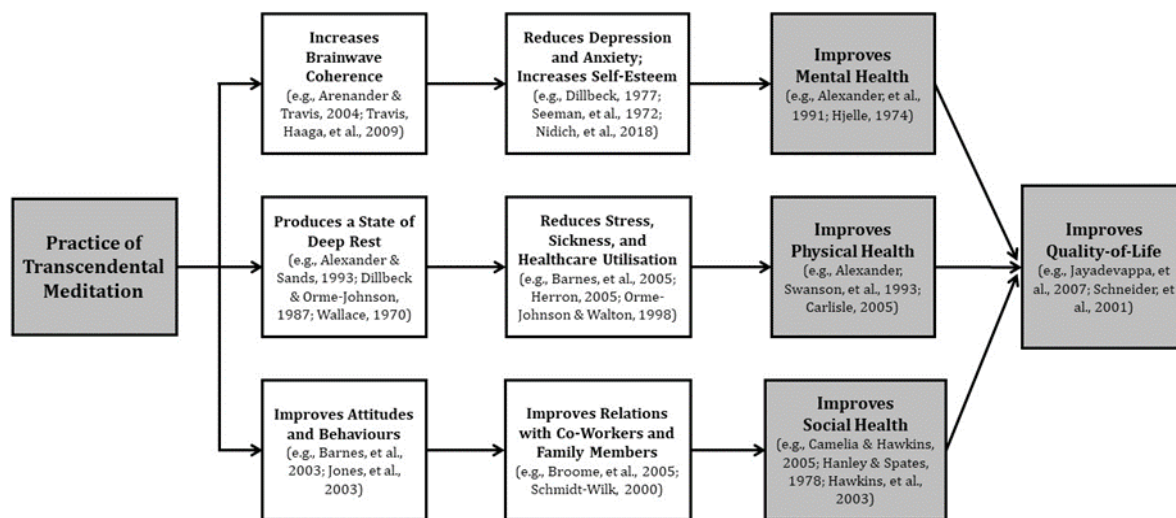 Increases
Brainwave
Coherence
(e.g., Arenander &
Travis, 2004; Travis,
Haaga, et al., 2009)
Reduces Depression
and Anxiety;
Increases Self-Esteem
(e.g., Dillbeck, 1977;
Seeman, et al., 1972;
Nidich, et al., 2018)
Improves
Mental Health
(e.g., Alexander, et al.,
1991; Hjelle, 1974)
Practice of
Transcendental
Meditation
Produces a State of
Deep Rest
(e.g., Alexander &
Sands, 1993; Dillbeck
& Orme-Johnson,
1987; Wallace, 1970)
Reduces Stress,
Sickness, and
Healthcare Utilisation
(e.g., Barnes, et al., 2005;
Herron, 2005; Orme-
Johnson & Walton, 1998)
Improves
Physical Health
(e.g., Alexander,
Swanson, et al., 1993;
Carlisle, 2005)
Improves
Quality-of-Life
(e.g., Jayadevappa, et
al., 2007; Schneider, et
al., 2001)
Improves Attitudes
and Behaviours
(e.g., Barnes, et al.,
2003; Jones, et al.,
2003)
Improves Relations
with Co-Workers and
Family Members
(e.g., Broome, et al., 2005;
Schmidt-Wilk, 2000)
Improves
Social Health
(e.g., Camelia & Hawkins,
2005; Hanley & Spates,
1978; Hawkins, et al.,
2003)